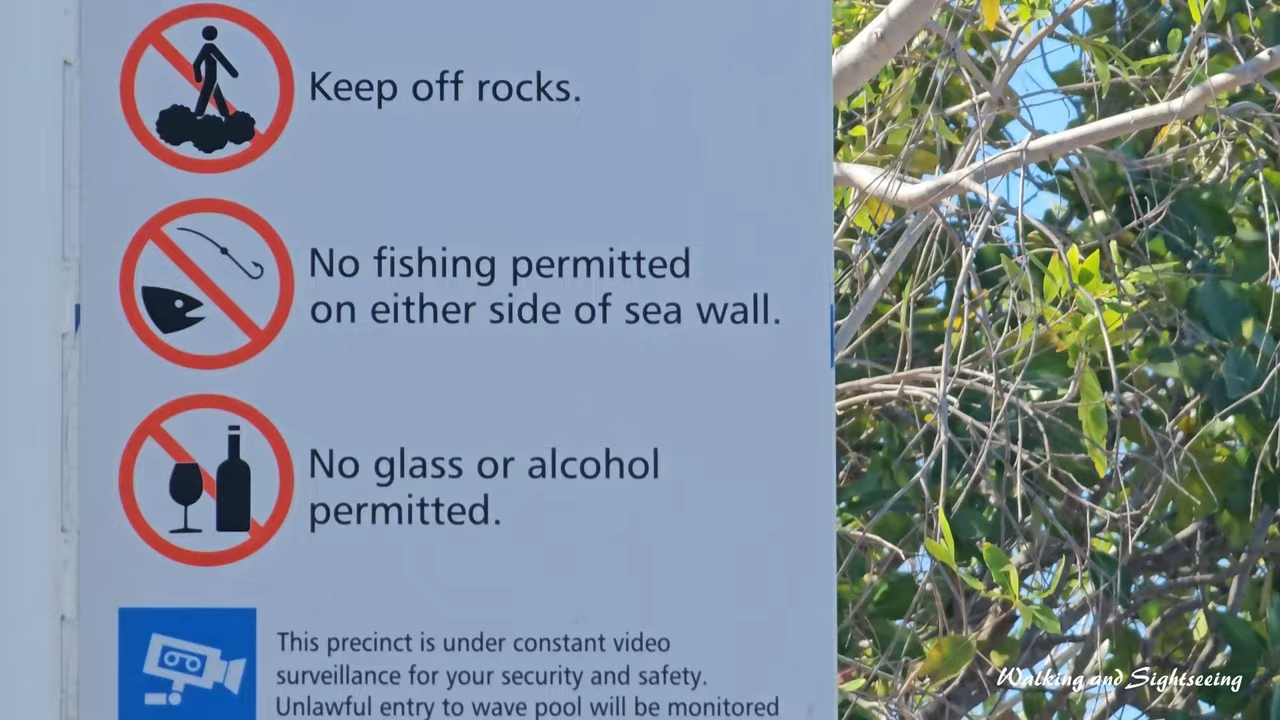 Keep off rocks.
No fishing permitted
on either side of sea wall.
No glass or alcohol
permitted.
This precinct is under constant video
surveillance for your security and safety.
Unlawful entry to wave pool will be monitored
Walking and Sightseeing